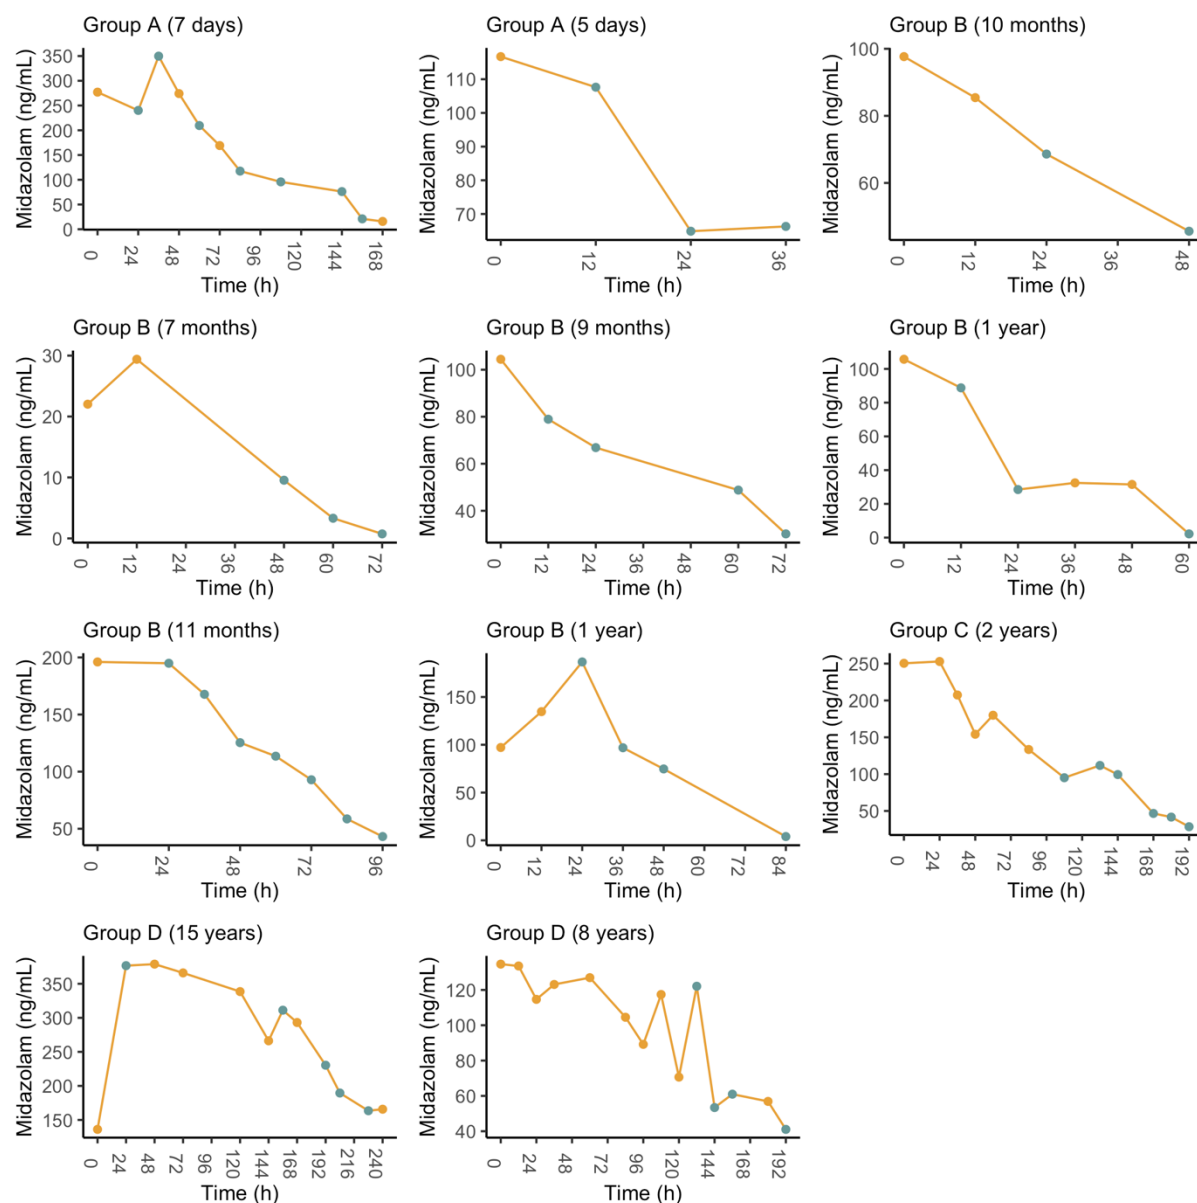 Group A (7 days)
Midazolam (ng/mL)
350
300
250
200
150
100
50
0
0 24 48 72 96 120 144 168
Time (h)
Group A (5 days)
Midazolam (ng/mL)
110
100
90
80
70
0 12 24 36
Time (h)
Group B (10 months)
Midazolam (ng/mL)
100
80
60
0 12 24 36 48
Time (h)
Group B (7 months)
Midazolam (ng/mL)
30
20
10
0
0 12 24 36 48 60 72
Time (h)
Group B (9 months)
Midazolam (ng/mL)
100
80
60
40
0 12 24 36 48 60 72
Time (h)
Group B (1 year)
Midazolam (ng/mL)
100
80
60
40
20
0
0 12 24 36 48 60
Time (h)
Group B (11 months)
Midazolam (ng/mL)
200
150
100
50
0 24 48 72 96
Time (h)
Group B (1 year)
Midazolam (ng/mL)
150
100
50
0
0 12 24 36 48 60 72 84
Time (h)
Group C (2 years)
Midazolam (ng/mL)
250
200
150
100
50
0 24 48 72 96 120 144 168 192
Time (h)
Group D (15 years)
Midazolam (ng/mL)
350
300
250
200
150
0 24 48 72 96 120 144 168 192 216 240
Time (h)
Group D (8 years)
Midazolam (ng/mL)
120
100
80
60
40
0 24 48 72 96 120 144 168 192
Time (h)